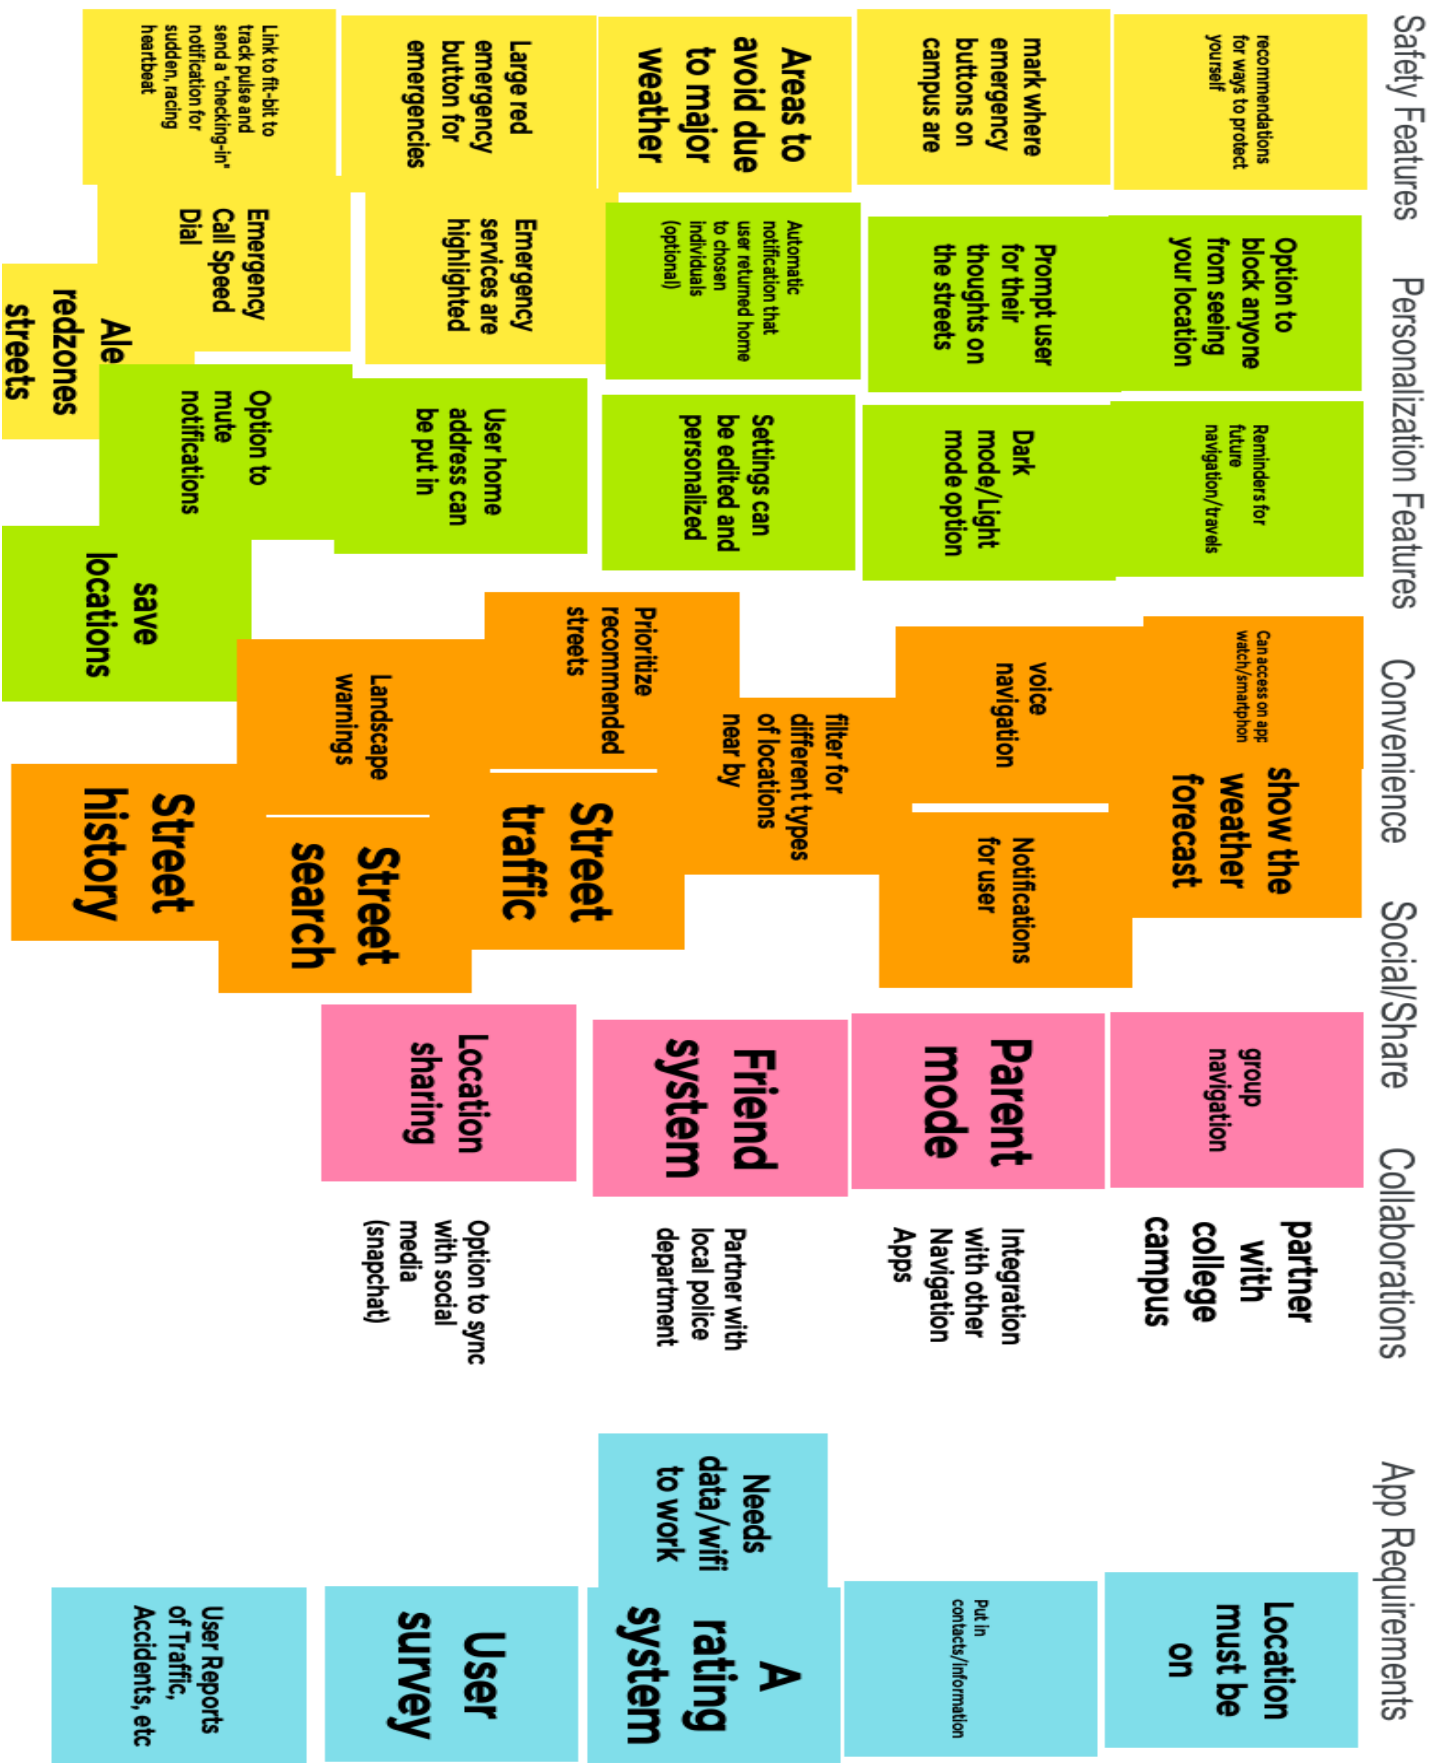 Safety Features
recommendations
for ways to protect
yourself
mark where
emergency
buttons on
campus are
Areas to
avoid due
to major
weather
Large red
emergency
button for
emergencies
Link to fit-bit to
track pulse and
send a "checking-in"
notification for
sudden, racing
heartbeat
Emergency
services are
highlighted
Emergency
Call Speed
Dial
Ale
redzones
streets
Personalization Features
Option to
block anyone
from seeing
your location
Reminders for
future
navigation/travels
Prompt user
for their
thoughts on
the streets
Dark
mode/Light
mode option
Automatic
notification that
user returned home
to chosen
individuals
(optional)
Settings can
be edited and
personalized
User home
address can
be put in
Option to
mute
notifications
save
locations
Convenience
Can access on app
watch/smartphon
show the
weather
forecast
voice
navigation
Notifications
for user
filter for
different types
of locations
near by
Prioritize
recommended
streets
Street
traffic
Landscape
warnings
Street
search
Street
history
Social/Share
group
navigation
Parent
mode
Friend
system
Location
sharing
Collaborations
partner
with
college
campus
Integration
with other
Navigation
Apps
Partner with
local police
department
Option to sync
with social
media
(snapchat)
App Requirements
Location
must be
on
Put in
contacts/information
Needs
data/wifi
to work
A
rating
system
User
survey
User Reports
of Traffic,
Accidents, etc